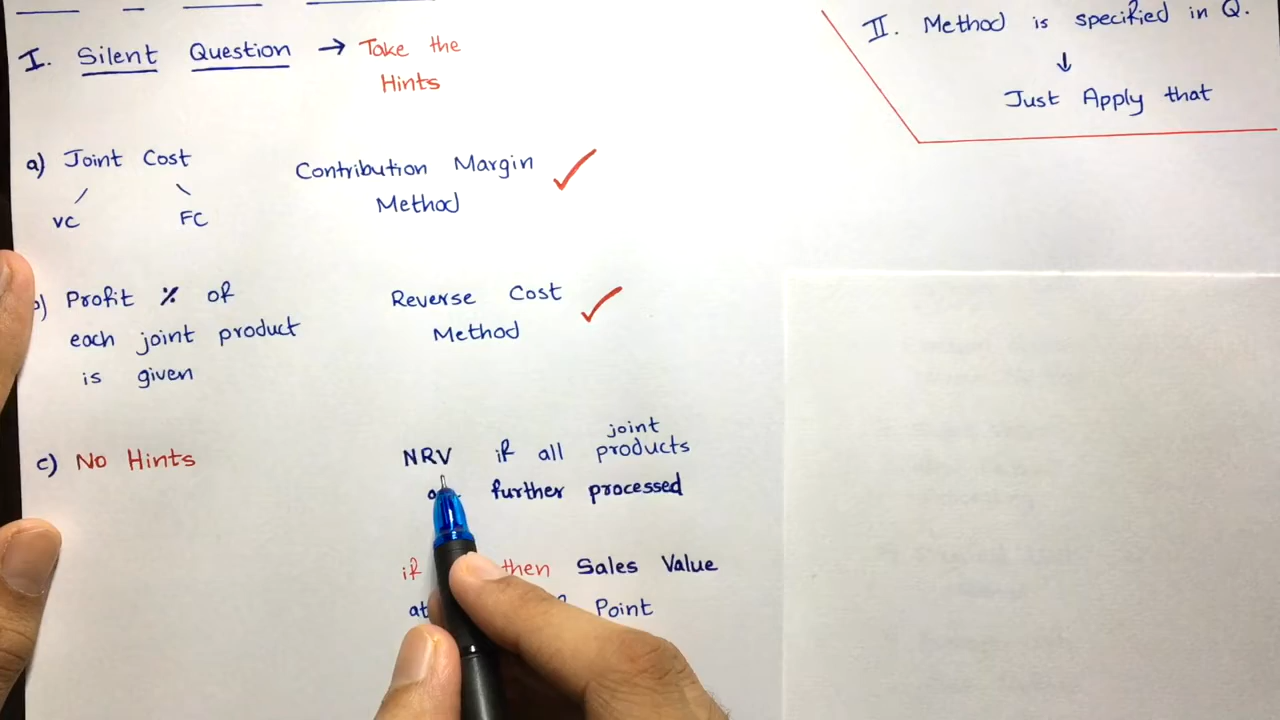 I. Silent Question → Take the
Hints
II. Method is specified in Q.
↓
Just Apply that
a) Joint Cost
VC FC
Contribution Margin ✓
Method
Profit % of
each joint product
is given
Reverse Cost ✓
Method
c) No Hints
NRV if all joint products
further processed
if then Sales Value
at Point